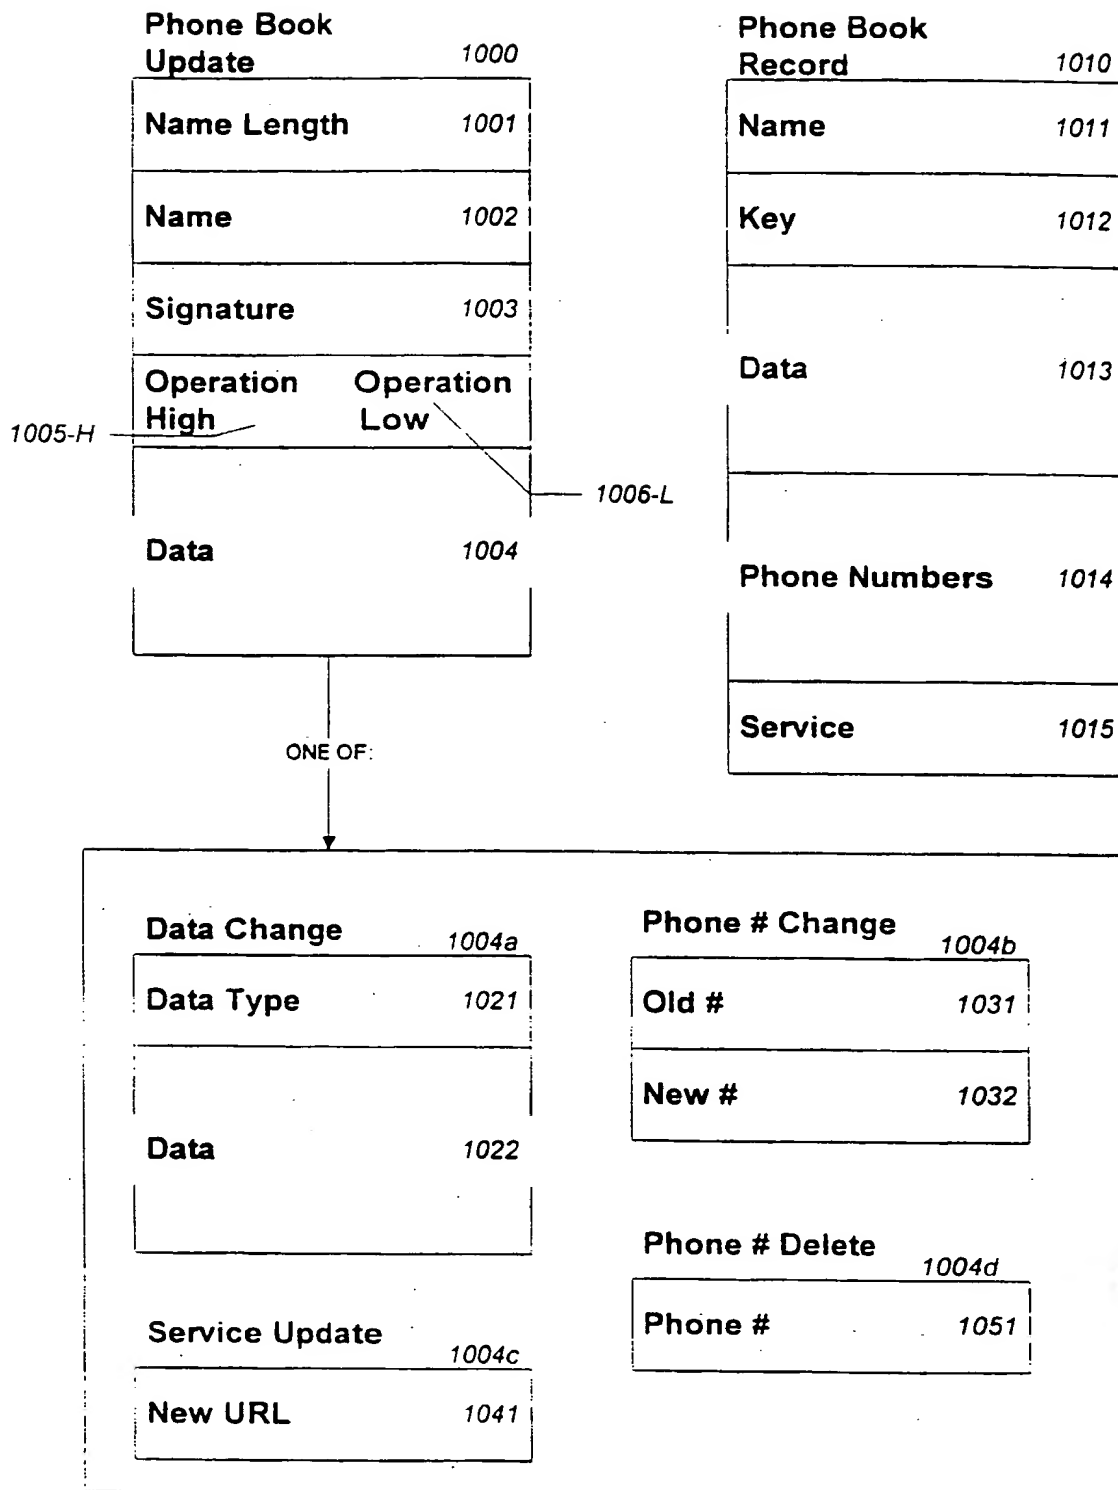 Phone Book
Update 1000
Name Length 1001
Name 1002
Signature 1003
Operation Operation
High Low
1005-H
1006-L
Data 1004
Phone Book
Record 1010
Name 1011
Key 1012
Data 1013
Phone Numbers 1014
Service 1015
ONE OF:
Data Change 1004a
Data Type 1021
Data 1022
Phone # Change 1004b
Old # 1031
New # 1032
Service Update 1004c
New URL 1041
Phone # Delete 1004d
Phone # 1051